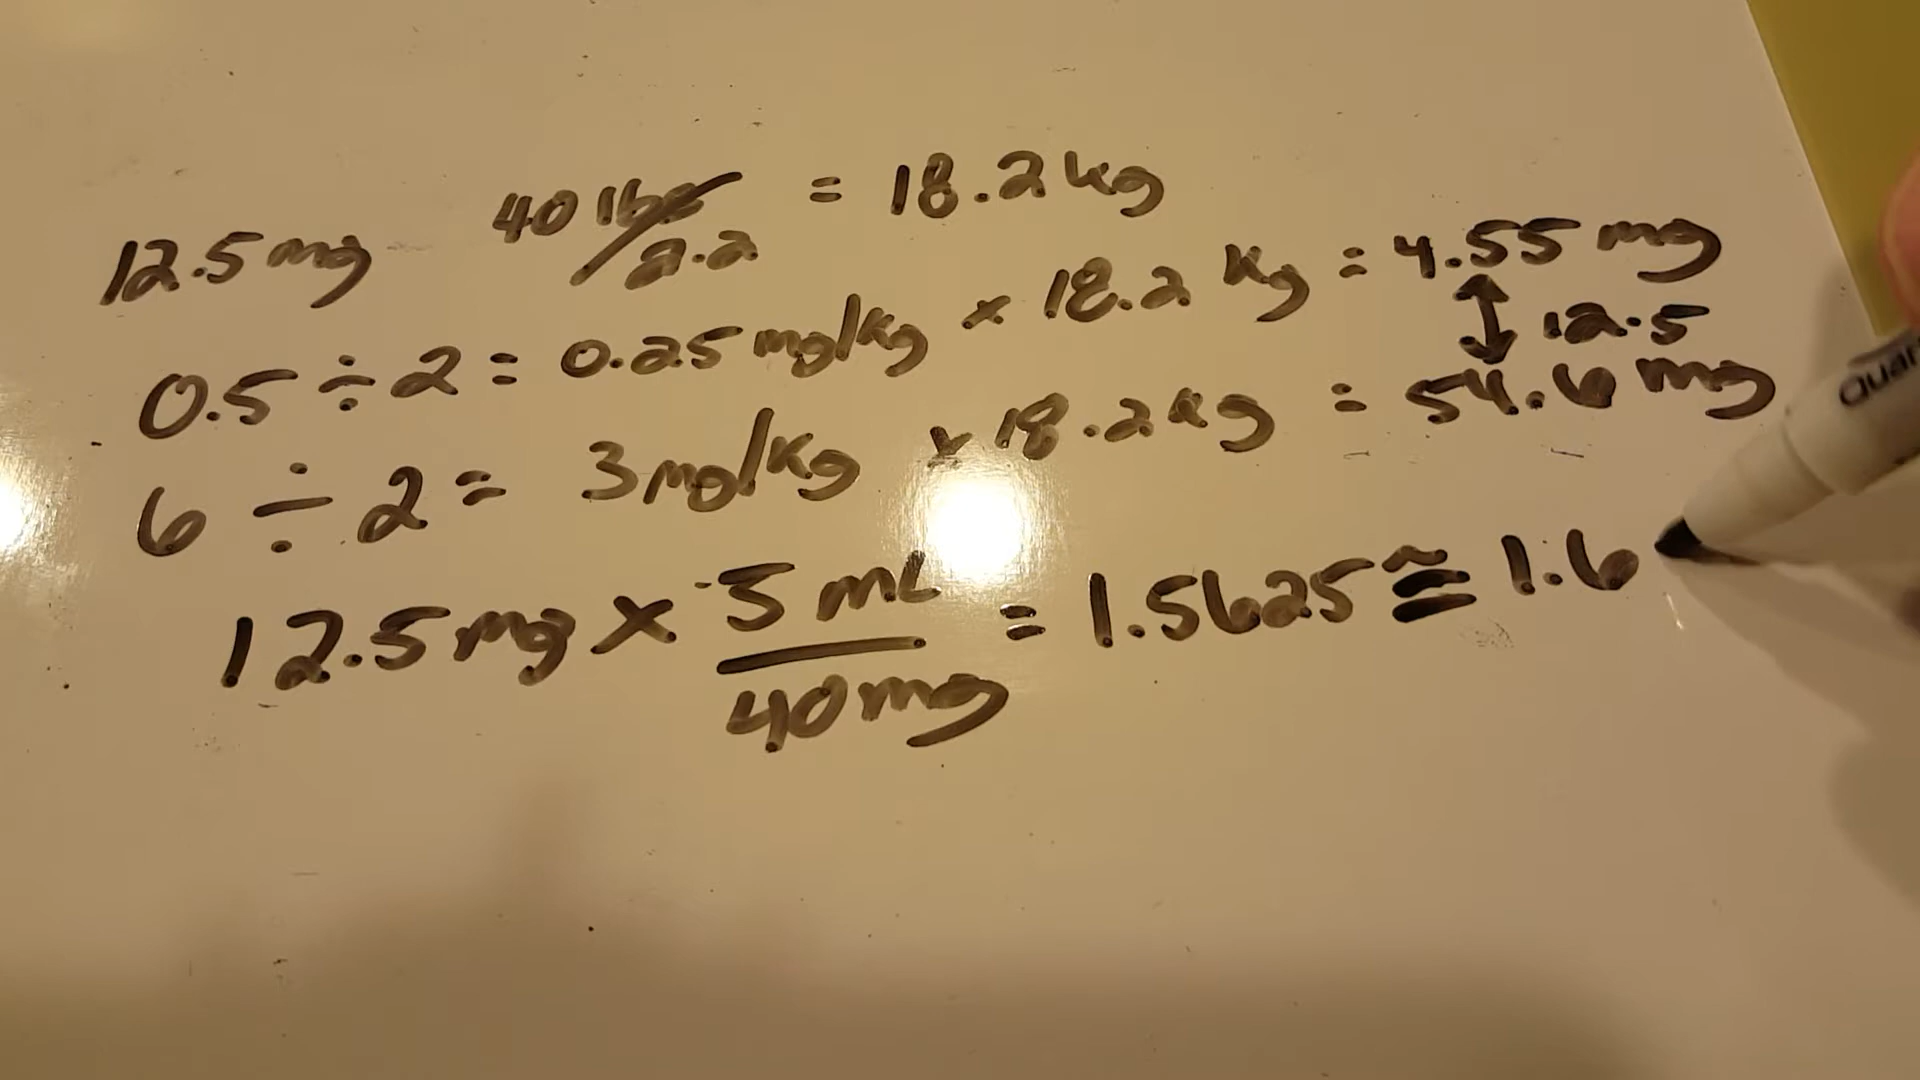 12.5 mg 40 lbs/2.2 = 18.2 kg
0.5 ÷ 2 = 0.25 mg/kg × 18.2 kg = 4.55 mg
12.5
6 ÷ 2 = 3 mg/kg × 18.2 kg = 54.6 mg
12.5 mg × 5 mL / 40 mg = 1.5625 ≅ 1.6